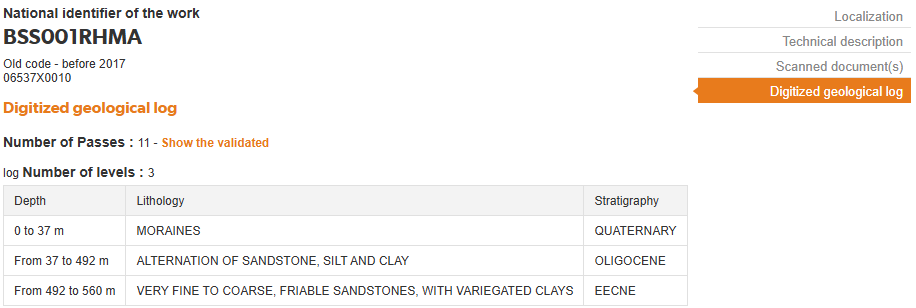 National identifier of the work
BSS001RHMA
Old code - before 2017
06537X0010
Digitized geological log
Number of Passes : 11 - Show the validated
log Number of levels : 3
Depth Lithology Stratigraphy
0 to 37 m MORAINES QUATERNARY
From 37 to 492 m ALTERNATION OF SANDSTONE, SILT AND CLAY OLIGOCENE
From 492 to 560 m VERY FINE TO COARSE, FRIABLE SANDSTONES, WITH VARIEGATED CLAYS EECNE
Localization
Technical description
Scanned document(s)
Digitized geological log